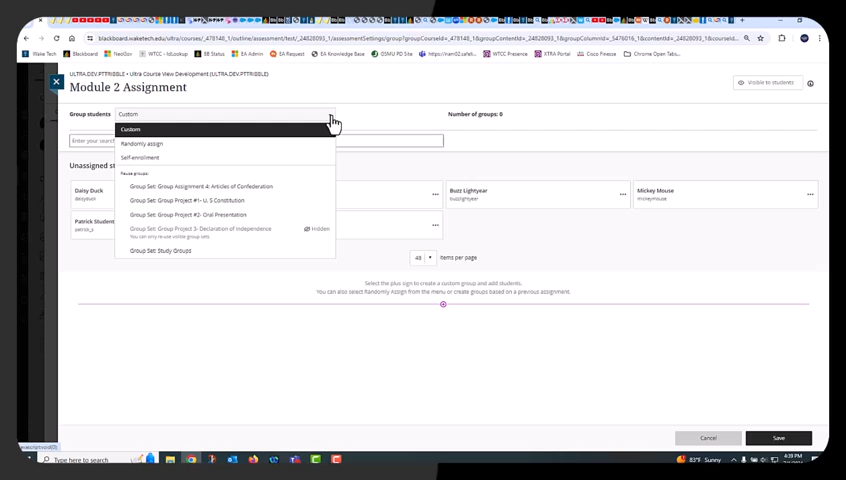 blackboard.waketech.edu/ultra/courses/_478148_1/outline/assessment/test/_24828093_1/assessmentSettings/group?groupCourseId=_478148_1&groupContentId=_24828093_1&groupColumnId=_5476016_1&contentId=_24828093_1&courseId...
Wake Tech
Blackboard
NeoGov
WTCC - IdLookup
BB Status
EA Admin
EA Request
EA Knowledge Base
OSMU PD Site
https://nam02.safeli...
WTCC Presence
XTRA Portal
Cisco Finesse
Chrome Open Tabs...
ULTRA.DEV.PTTRIBBLE • Ultra Course View Development (ULTRA.DEV.PTTRIBBLE)
Module 2 Assignment
Visible to students
Group students
Custom
Number of groups: 0
Custom
Randomly assign
Self-enrollment
Reuse groups:
Group Set: Group Assignment 4: Articles of Confederation
Group Set: Group Project #1- U. S Constitution
Group Set: Group Project #2- Oral Presentation
Group Set: Group Project 3- Declaration of Independence
Hidden
You can only re-use visible group sets.
Group Set: Study Groups
Enter your search
Unassigned st
Daisy Duck
daisyduck
Buzz Lightyear
buzzlightyear
Mickey Mouse
mickeymouse
Patrick Student
patrick_s
48
items per page
Select the plus sign to create a custom group and add students.
You can also select Randomly Assign from the menu or create groups based on a previous assignment.
Cancel
Save
Type here to search
83°F Sunny
4:39 PM